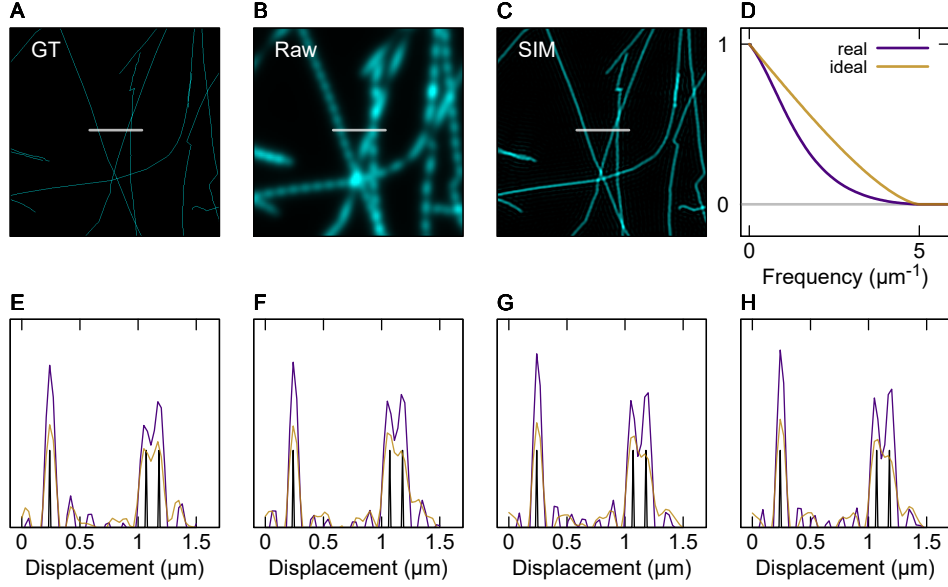 A
B
C
D
GT
Raw
SIM
1
real
ideal
0
0
5
Frequency (µm-1)
E
F
G
H
0
0.5
1
1.5
0
0.5
1
1.5
0
0.5
1
1.5
0
0.5
1
1.5
Displacement (µm)
Displacement (µm)
Displacement (µm)
Displacement (µm)